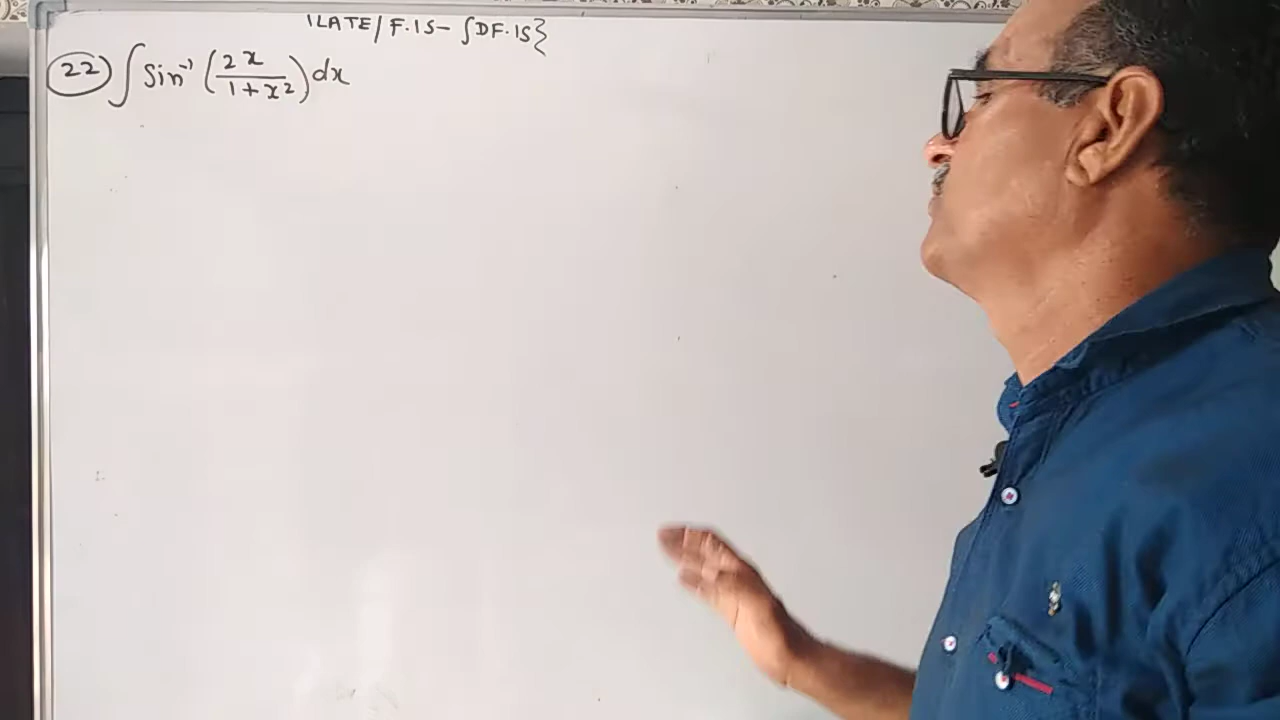 ILATE/F.IS-∫DF.IS}
22) ∫ Sin⁻¹ (2x/1+x²) dx